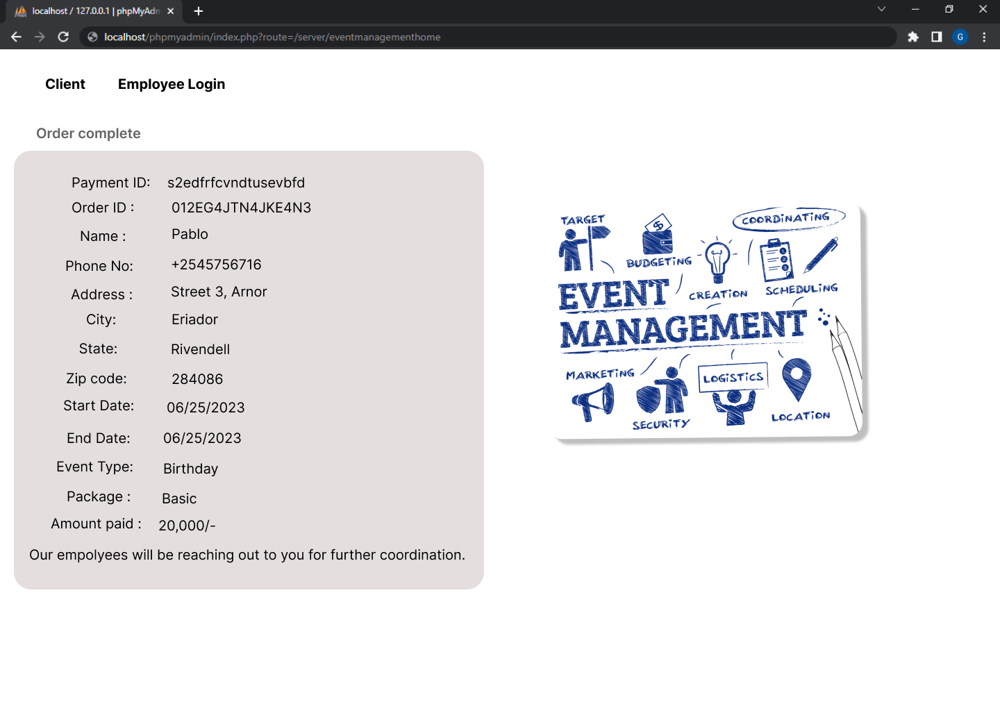 localhost / 127.0.0.1 | phpMyAdm
localhost/phpmyadmin/index.php?route=/server/eventmanagementhome
G
Client Employee Login
Order complete
Payment ID: s2edfrfcvndtusevbfd
Order ID : 012EG4JTN4JKE4N3
Name : Pablo
Phone No: +2545756716
Address : Street 3, Arnor
City: Eriador
State: Rivendell
Zip code: 284086
Start Date: 06/25/2023
End Date: 06/25/2023
Event Type: Birthday
Package : Basic
Amount paid : 20,000/-
Our empolyees will be reaching out to you for further coordination.
TARGET
$
BUDGETiNG
COORDiNATiNG
1
2
3
CREATiON
SCHEDULiNG
EVENT
MANAGEMENT
MARKETiNG
SECURiTY
LOGiSTiCS
LOCATiON